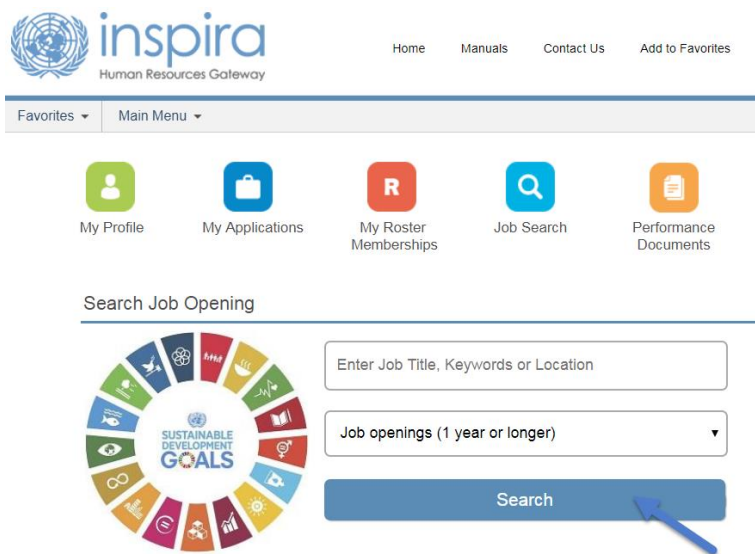 inspira
Human Resources Gateway
Home Manuals Contact Us Add to Favorites
Favorites Main Menu
My Profile
My Applications
R
My Roster
Memberships
Job Search
Performance
Documents
Search Job Opening
Enter Job Title, Keywords or Location
Job openings (1 year or longer)
Search
SUSTAINABLE
DEVELOPMENT
GOALS